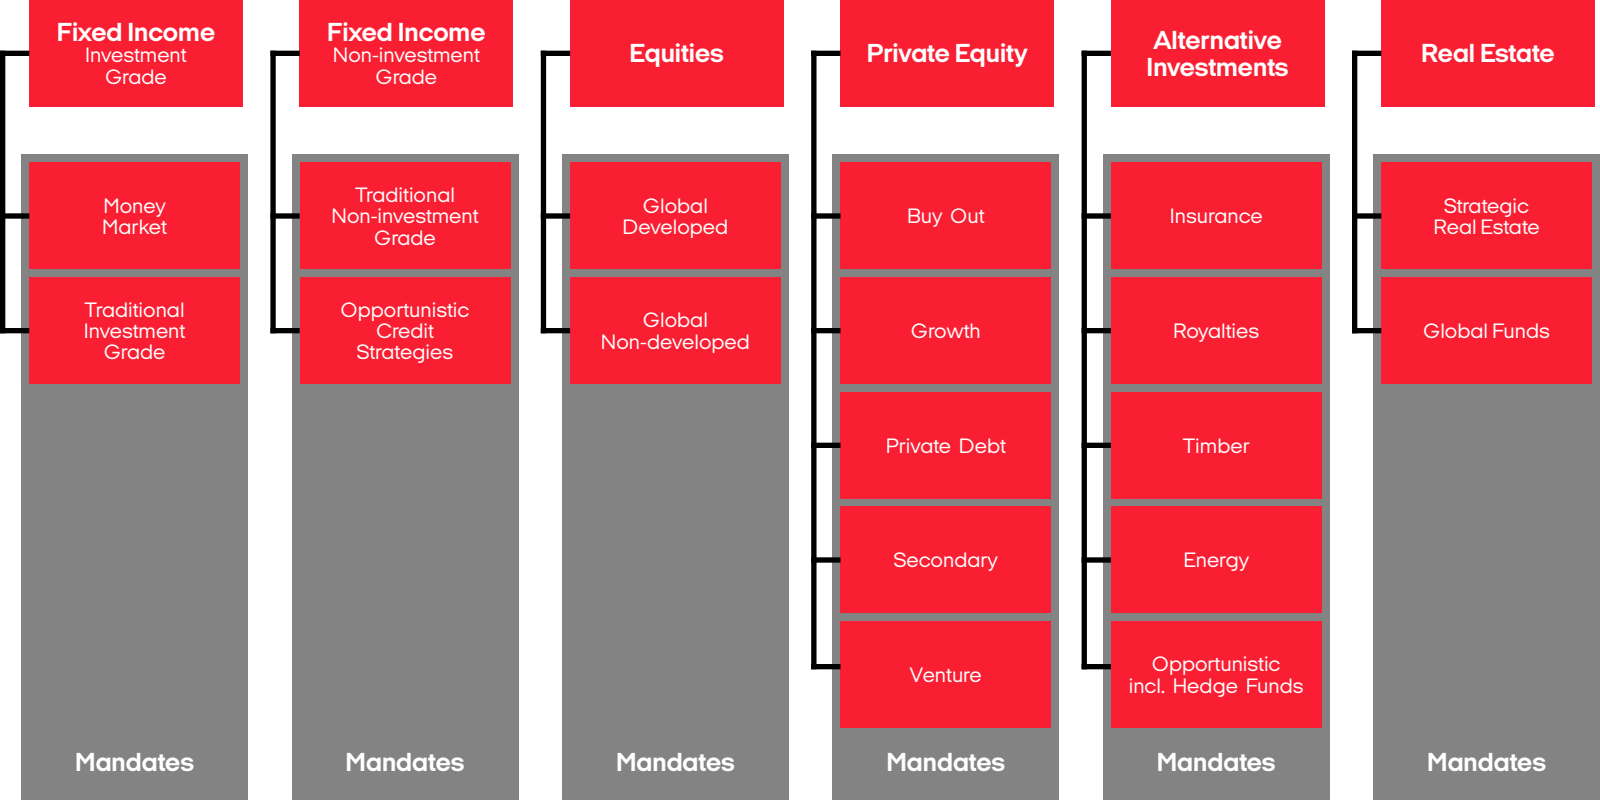 Fixed Income
Investment
Grade
Money
Market
Traditional
Investment
Grade
Mandates
Fixed Income
Non-investment
Grade
Traditional
Non-investment
Grade
Opportunistic
Credit
Strategies
Mandates
Equities
Global
Developed
Global
Non-developed
Mandates
Private Equity
Buy Out
Growth
Private Debt
Secondary
Venture
Mandates
Alternative
Investments
Insurance
Royalties
Timber
Energy
Opportunistic
incl. Hedge Funds
Mandates
Real Estate
Strategic
Real Estate
Global Funds
Mandates